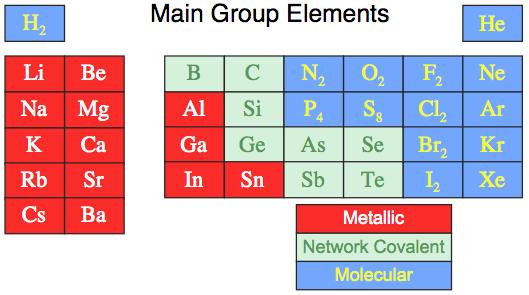 Main Group Elements
H₂ He
Li Be B C N₂ O₂ F₂ Ne
Na Mg Al Si P₄ S₈ Cl₂ Ar
K Ca Ga Ge As Se Br₂ Kr
Rb Sr In Sn Sb Te I₂ Xe
Cs Ba
Metallic
Network Covalent
Molecular